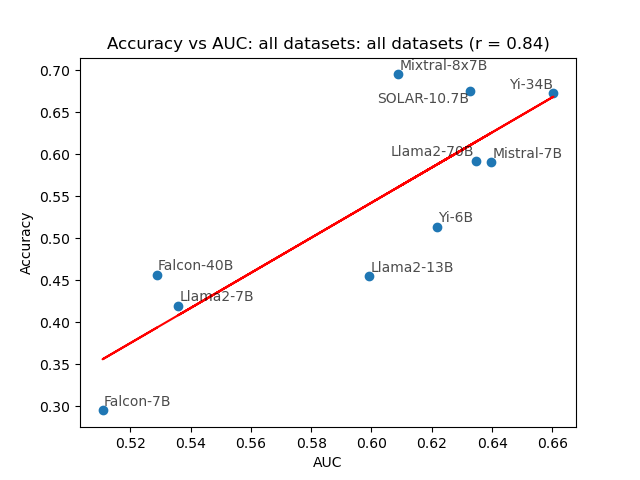 Accuracy vs AUC: all datasets: all datasets (r = 0.84)
0.70
Mixtral-8x7B
Yi-34B
SOLAR-10.7B
0.65
0.60
Llama2-70B
Mistral-7B
0.55
Yi-6B
0.50
Accuracy
Falcon-40B
Llama2-13B
0.45
Llama2-7B
0.40
0.35
Falcon-7B
0.30
0.52 0.54 0.56 0.58 0.60 0.62 0.64 0.66
AUC